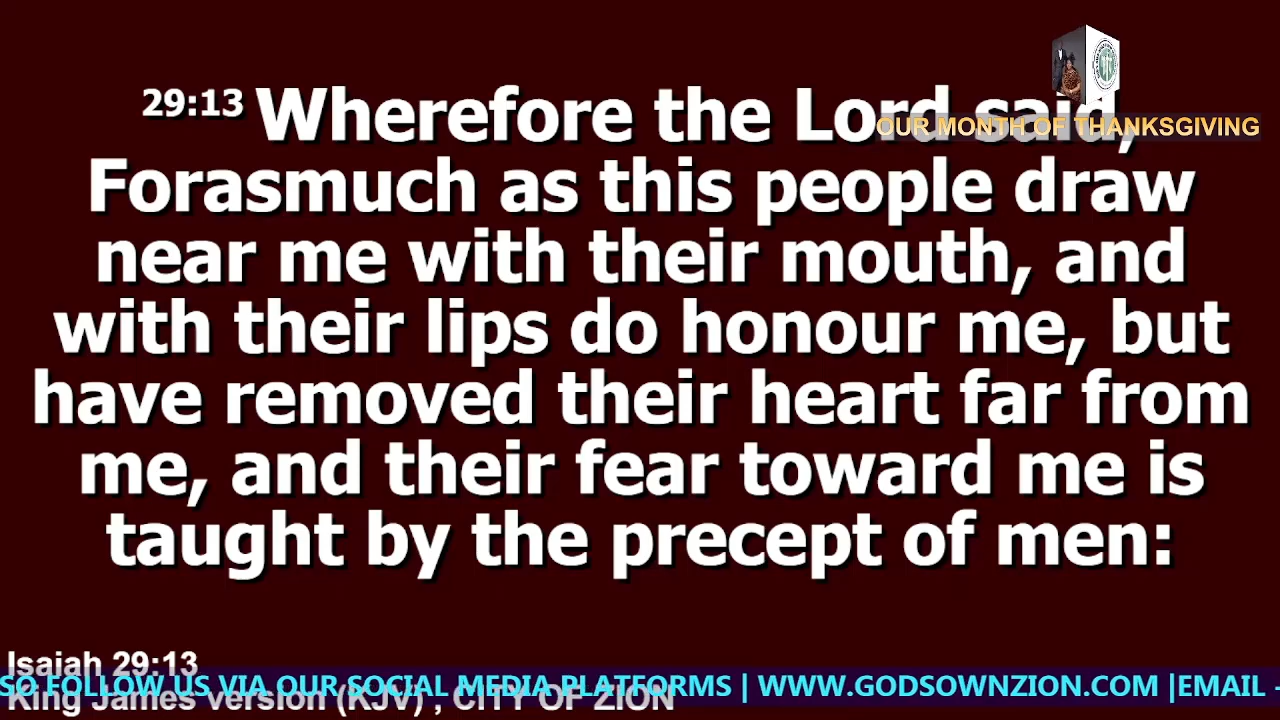 29:13 Wherefore the Lord said,
OUR MONTH OF THANKSGIVING
Forasmuch as this people draw
near me with their mouth, and
with their lips do honour me, but
have removed their heart far from
me, and their fear toward me is
taught by the precept of men:
Isaiah 29:13
SO FOLLOW US VIA OUR SOCIAL MEDIA PLATFORMS | WWW.GODSOWNZION.COM |EMAIL -
King James version (KJV) , CITY OF ZION